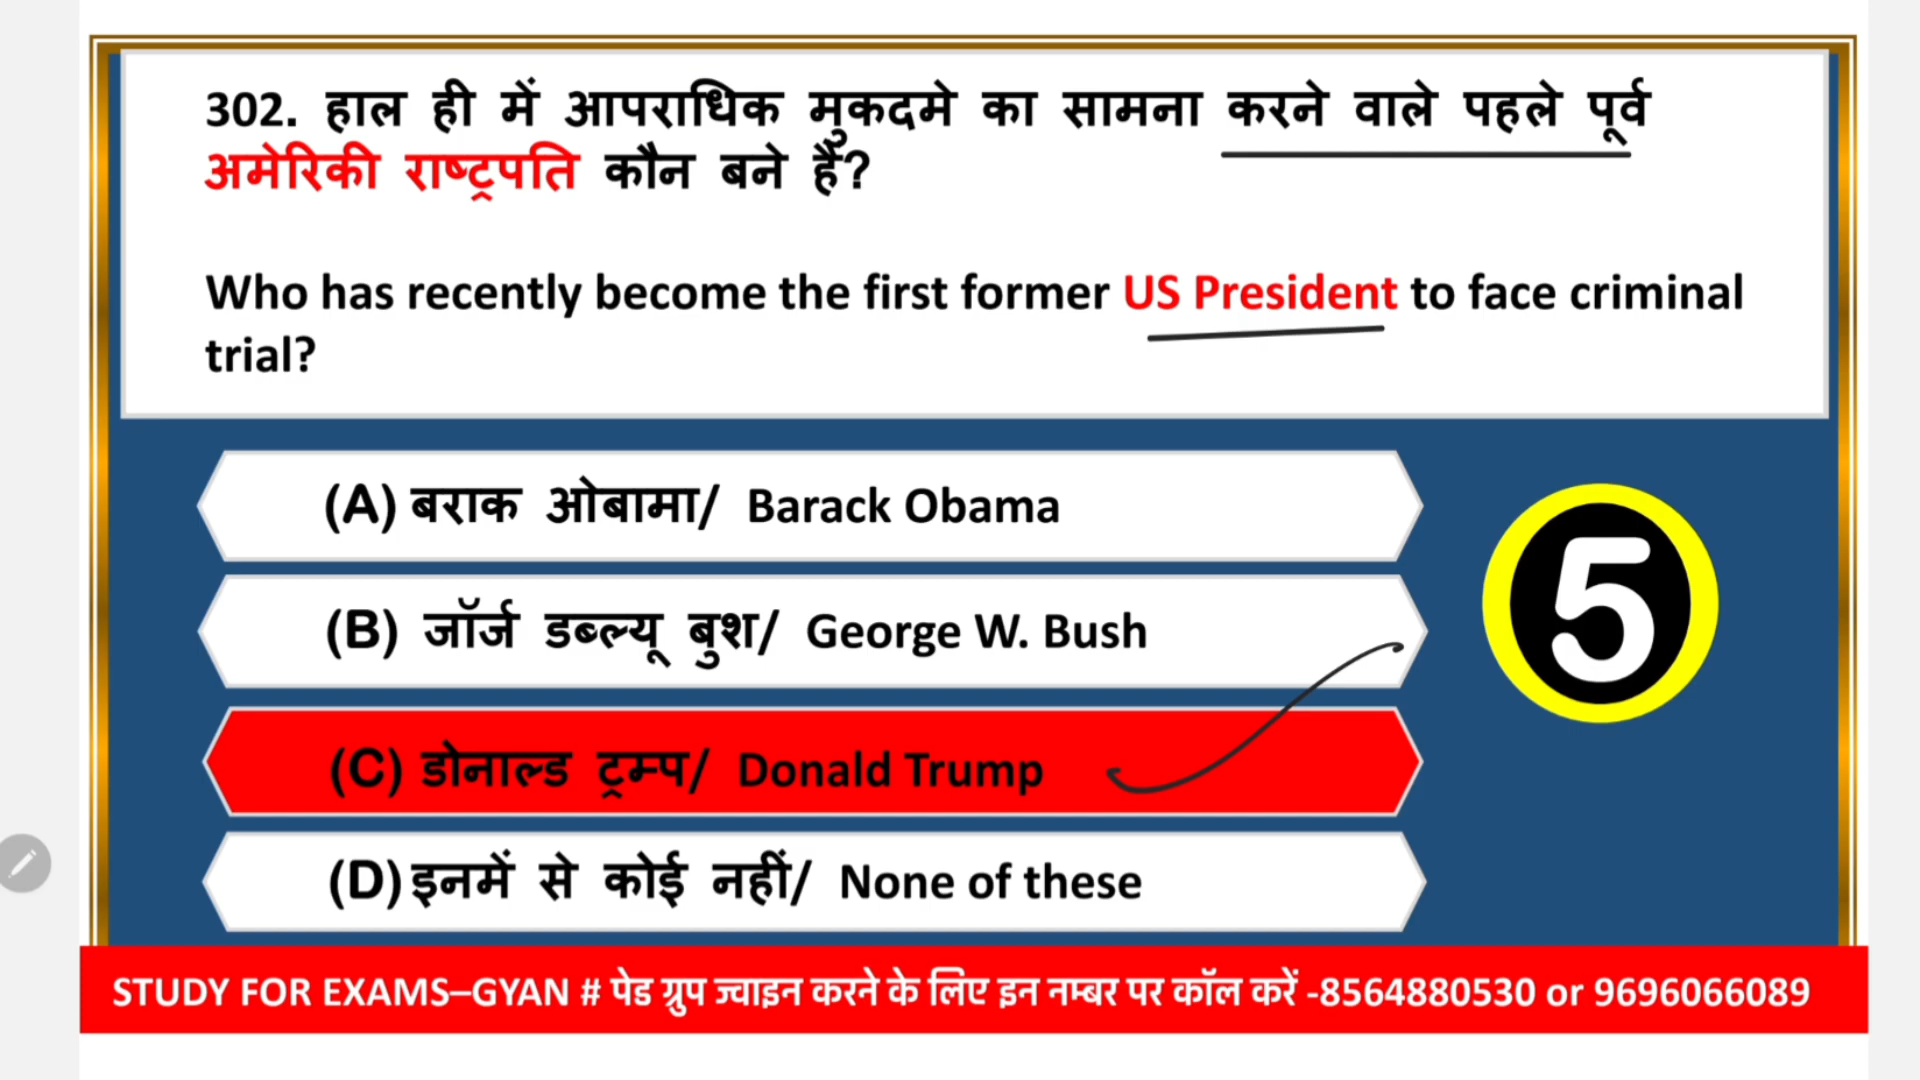 302. हाल ही में आपराधिक मुकदमे का सामना करने वाले पहले पूर्व
अमेरिकी राष्ट्रपति कौन बने हैं?
Who has recently become the first former US President to face criminal
trial?
(A) बराक ओबामा/ Barack Obama
(B) जॉर्ज डब्ल्यू बुश/ George W. Bush
5
(C) डोनाल्ड ट्रम्प/ Donald Trump
(D) इनमें से कोई नहीं/ None of these
STUDY FOR EXAMS–GYAN # पेड ग्रुप ज्वाइन करने के लिए इन नम्बर पर कॉल करें -8564880530 or 9696066089